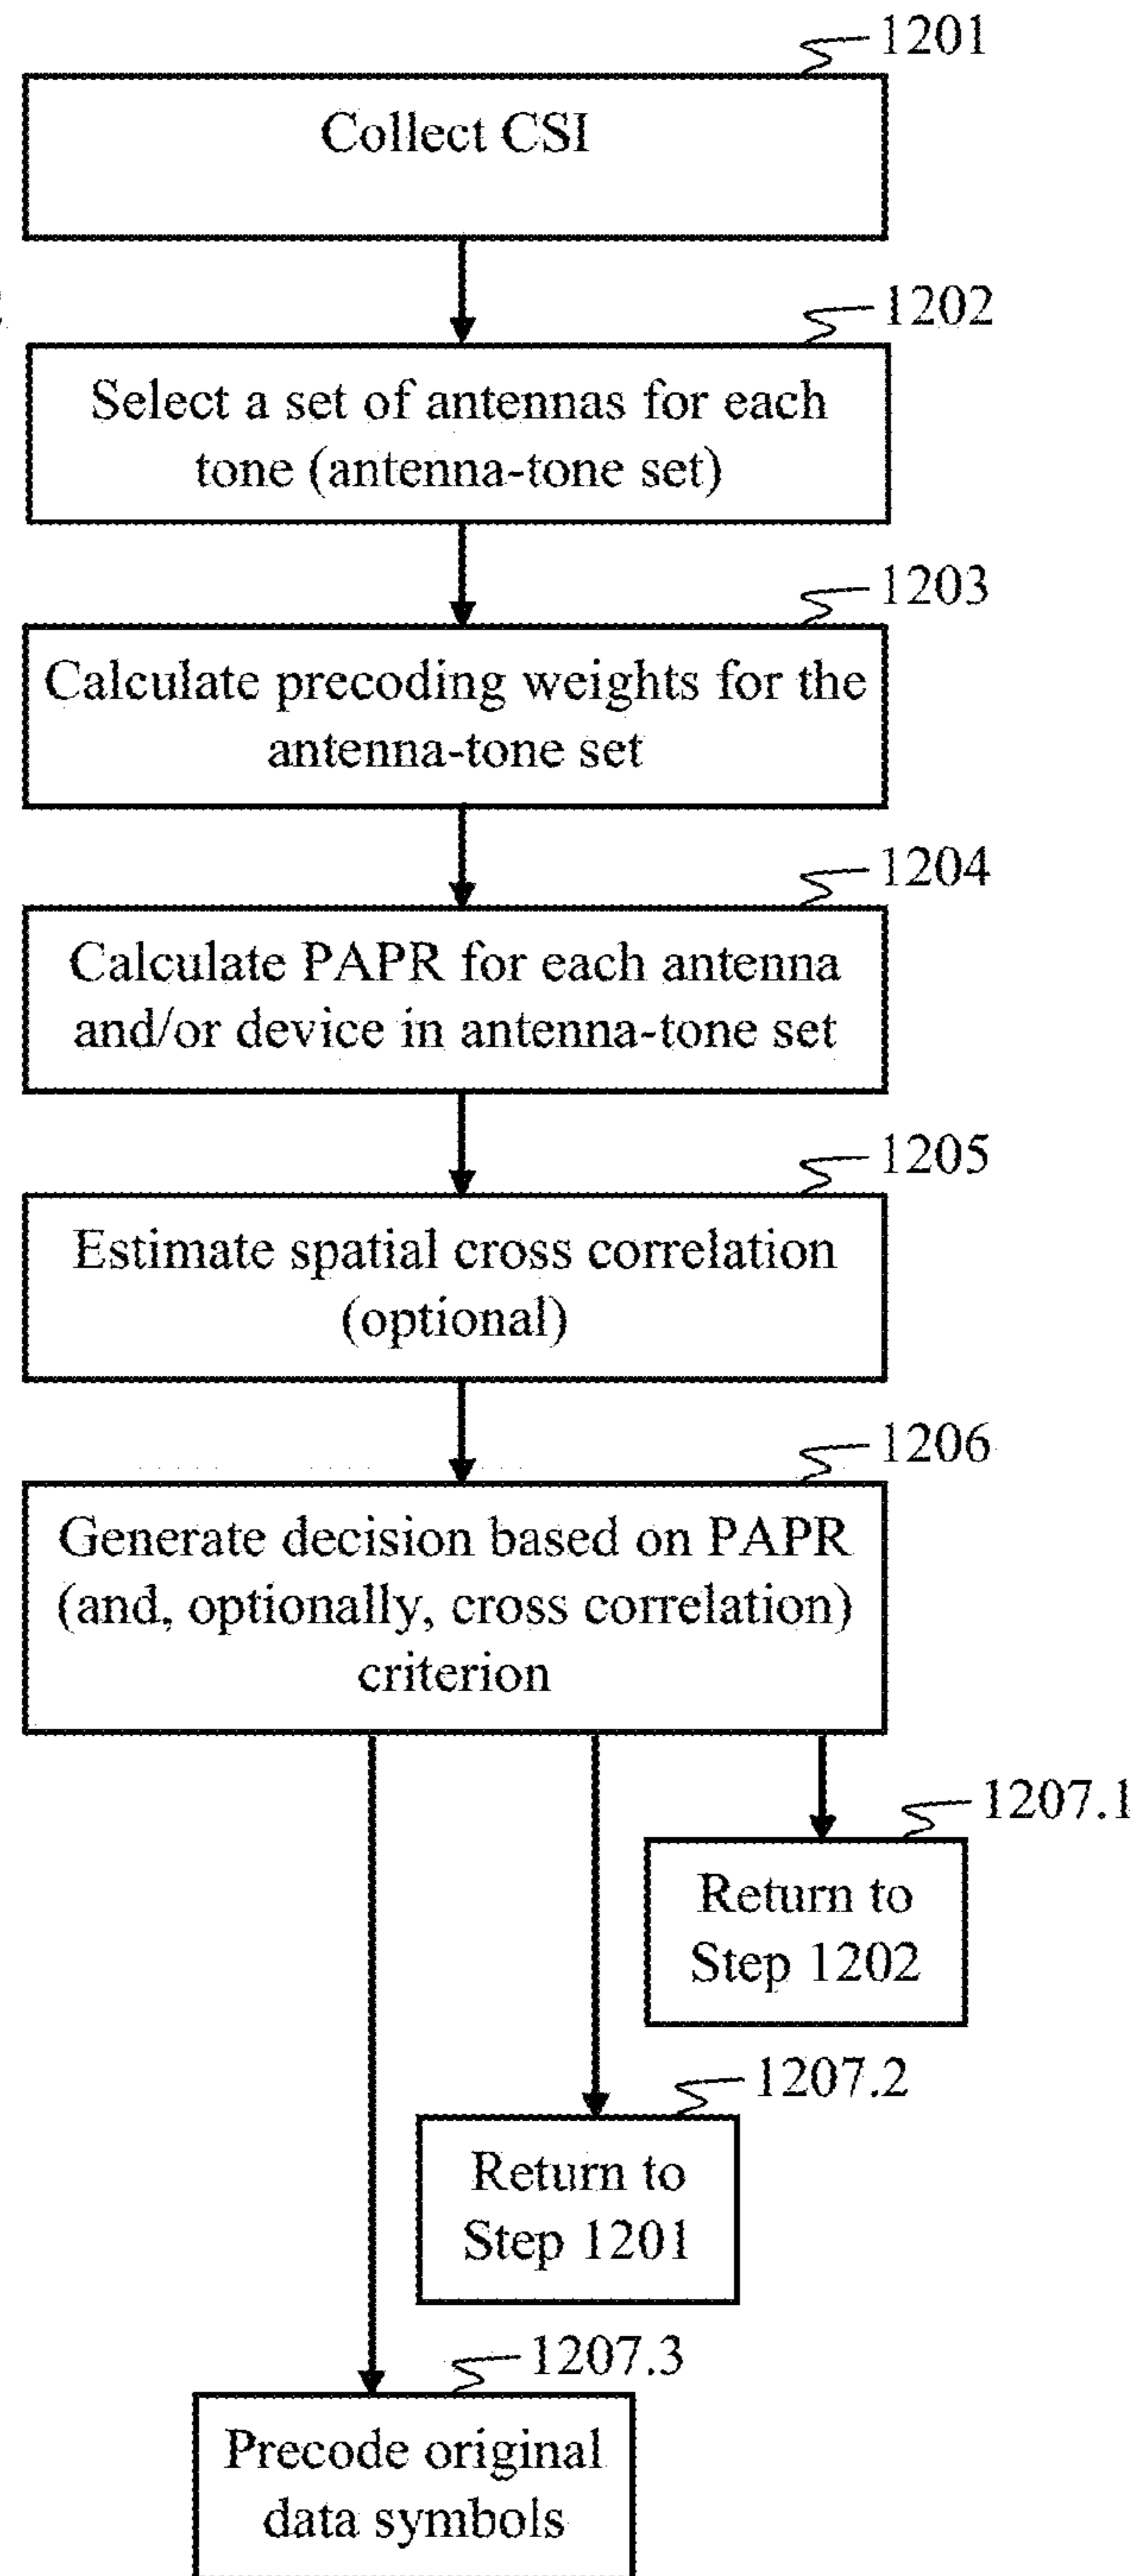 1201
Collect CSI
1202
Select a set of antennas for each
tone (antenna-tone set)
1203
Calculate precoding weights for the
antenna-tone set
1204
Calculate PAPR for each antenna
and/or device in antenna-tone set
1205
Estimate spatial cross correlation
(optional)
1206
Generate decision based on PAPR
(and, optionally, cross correlation)
criterion
1207.1
Return to
Step 1202
1207.2
Return to
Step 1201
1207.3
Precode original
data symbols